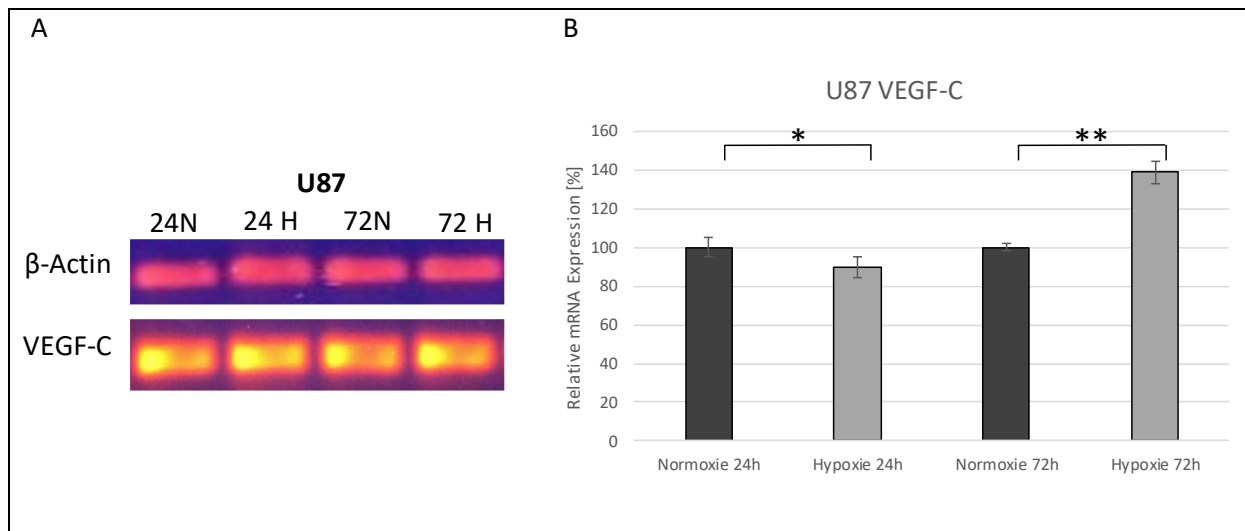 A
U87
24N 24 H 72N 72 H
β-Actin
VEGF-C
B
U87 VEGF-C
Relative mRNA Expression [%]
160
140
120
100
80
60
40
20
0
* **
Normoxie 24h Hypoxie 24h Normoxie 72h Hypoxie 72h